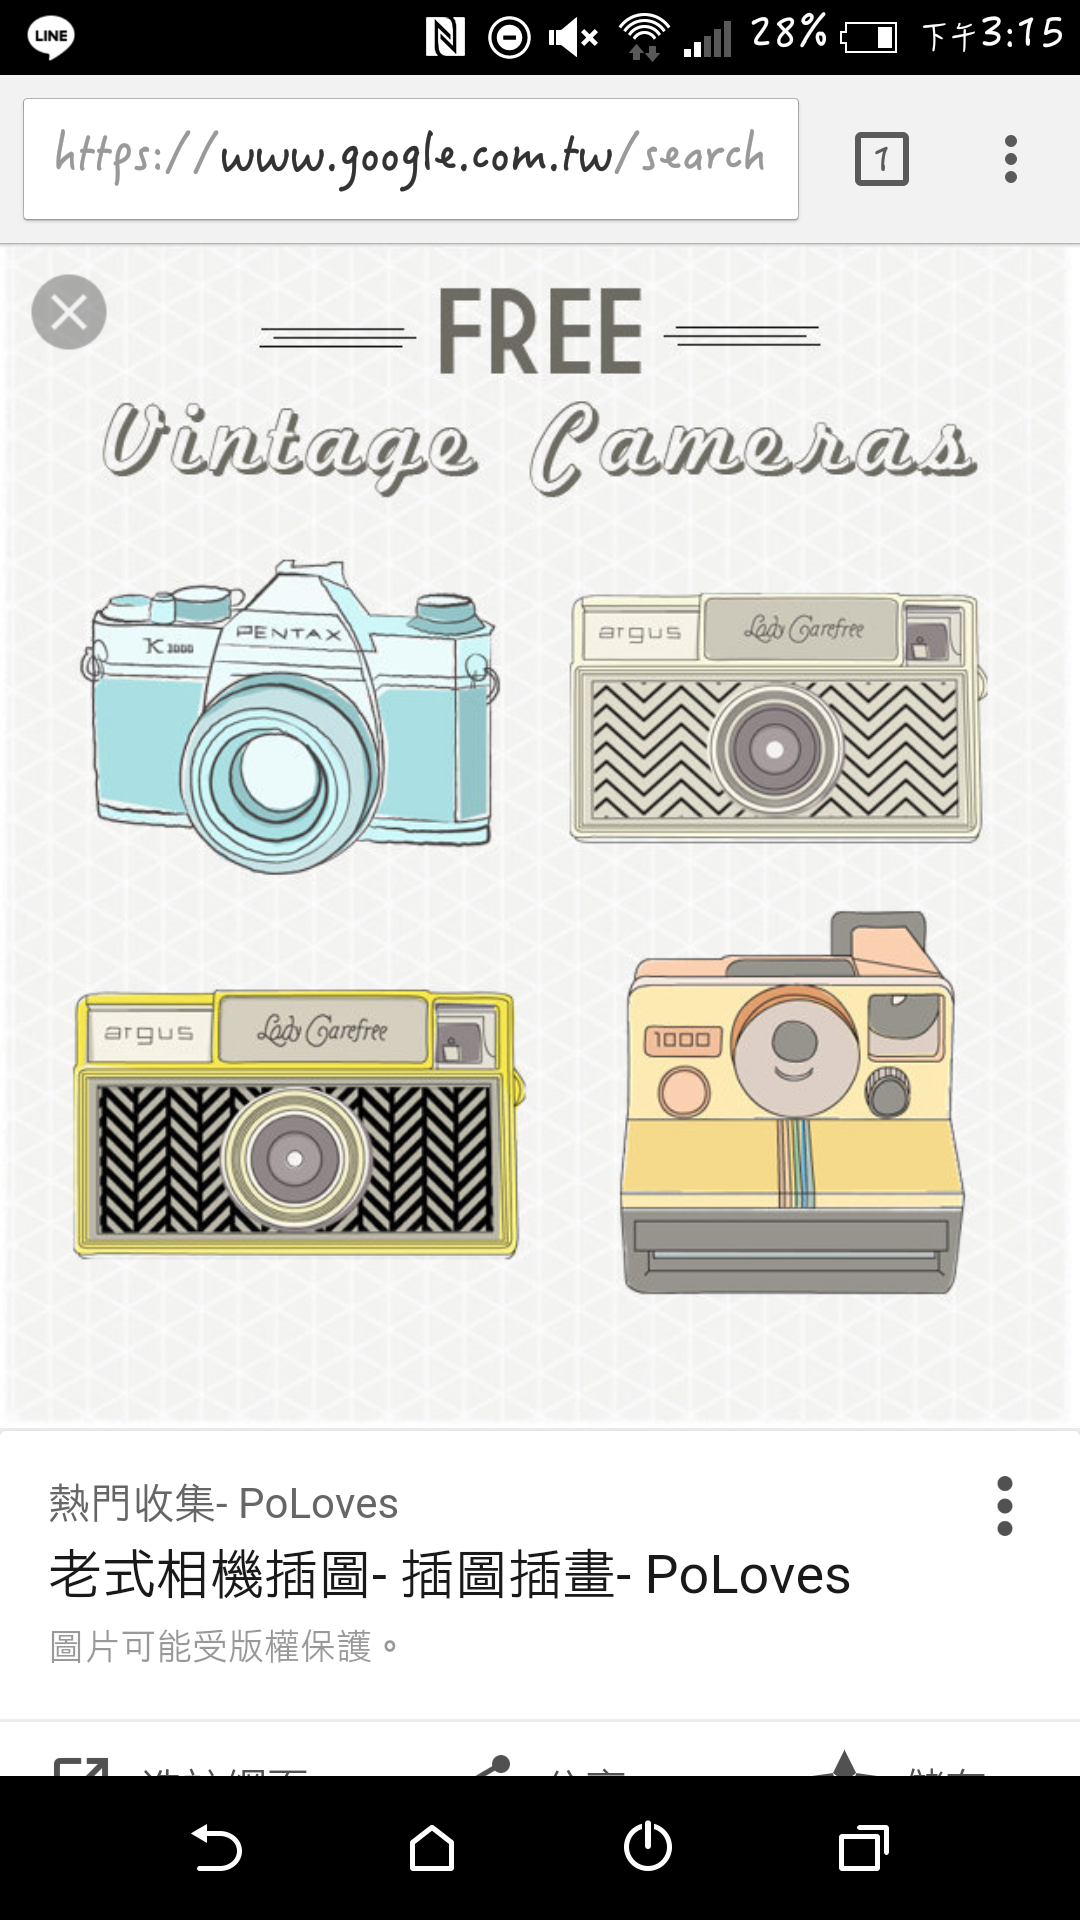 LINE
28% 下午3:15
https://www.google.com.tw/search
1
FREE
Vintage Cameras
K1000 PENTAX
argus Lady Carefree
argus Lady Carefree
1000
熱門收集- PoLoves
老式相機插圖- 插圖插畫- PoLoves
圖片可能受版權保護。